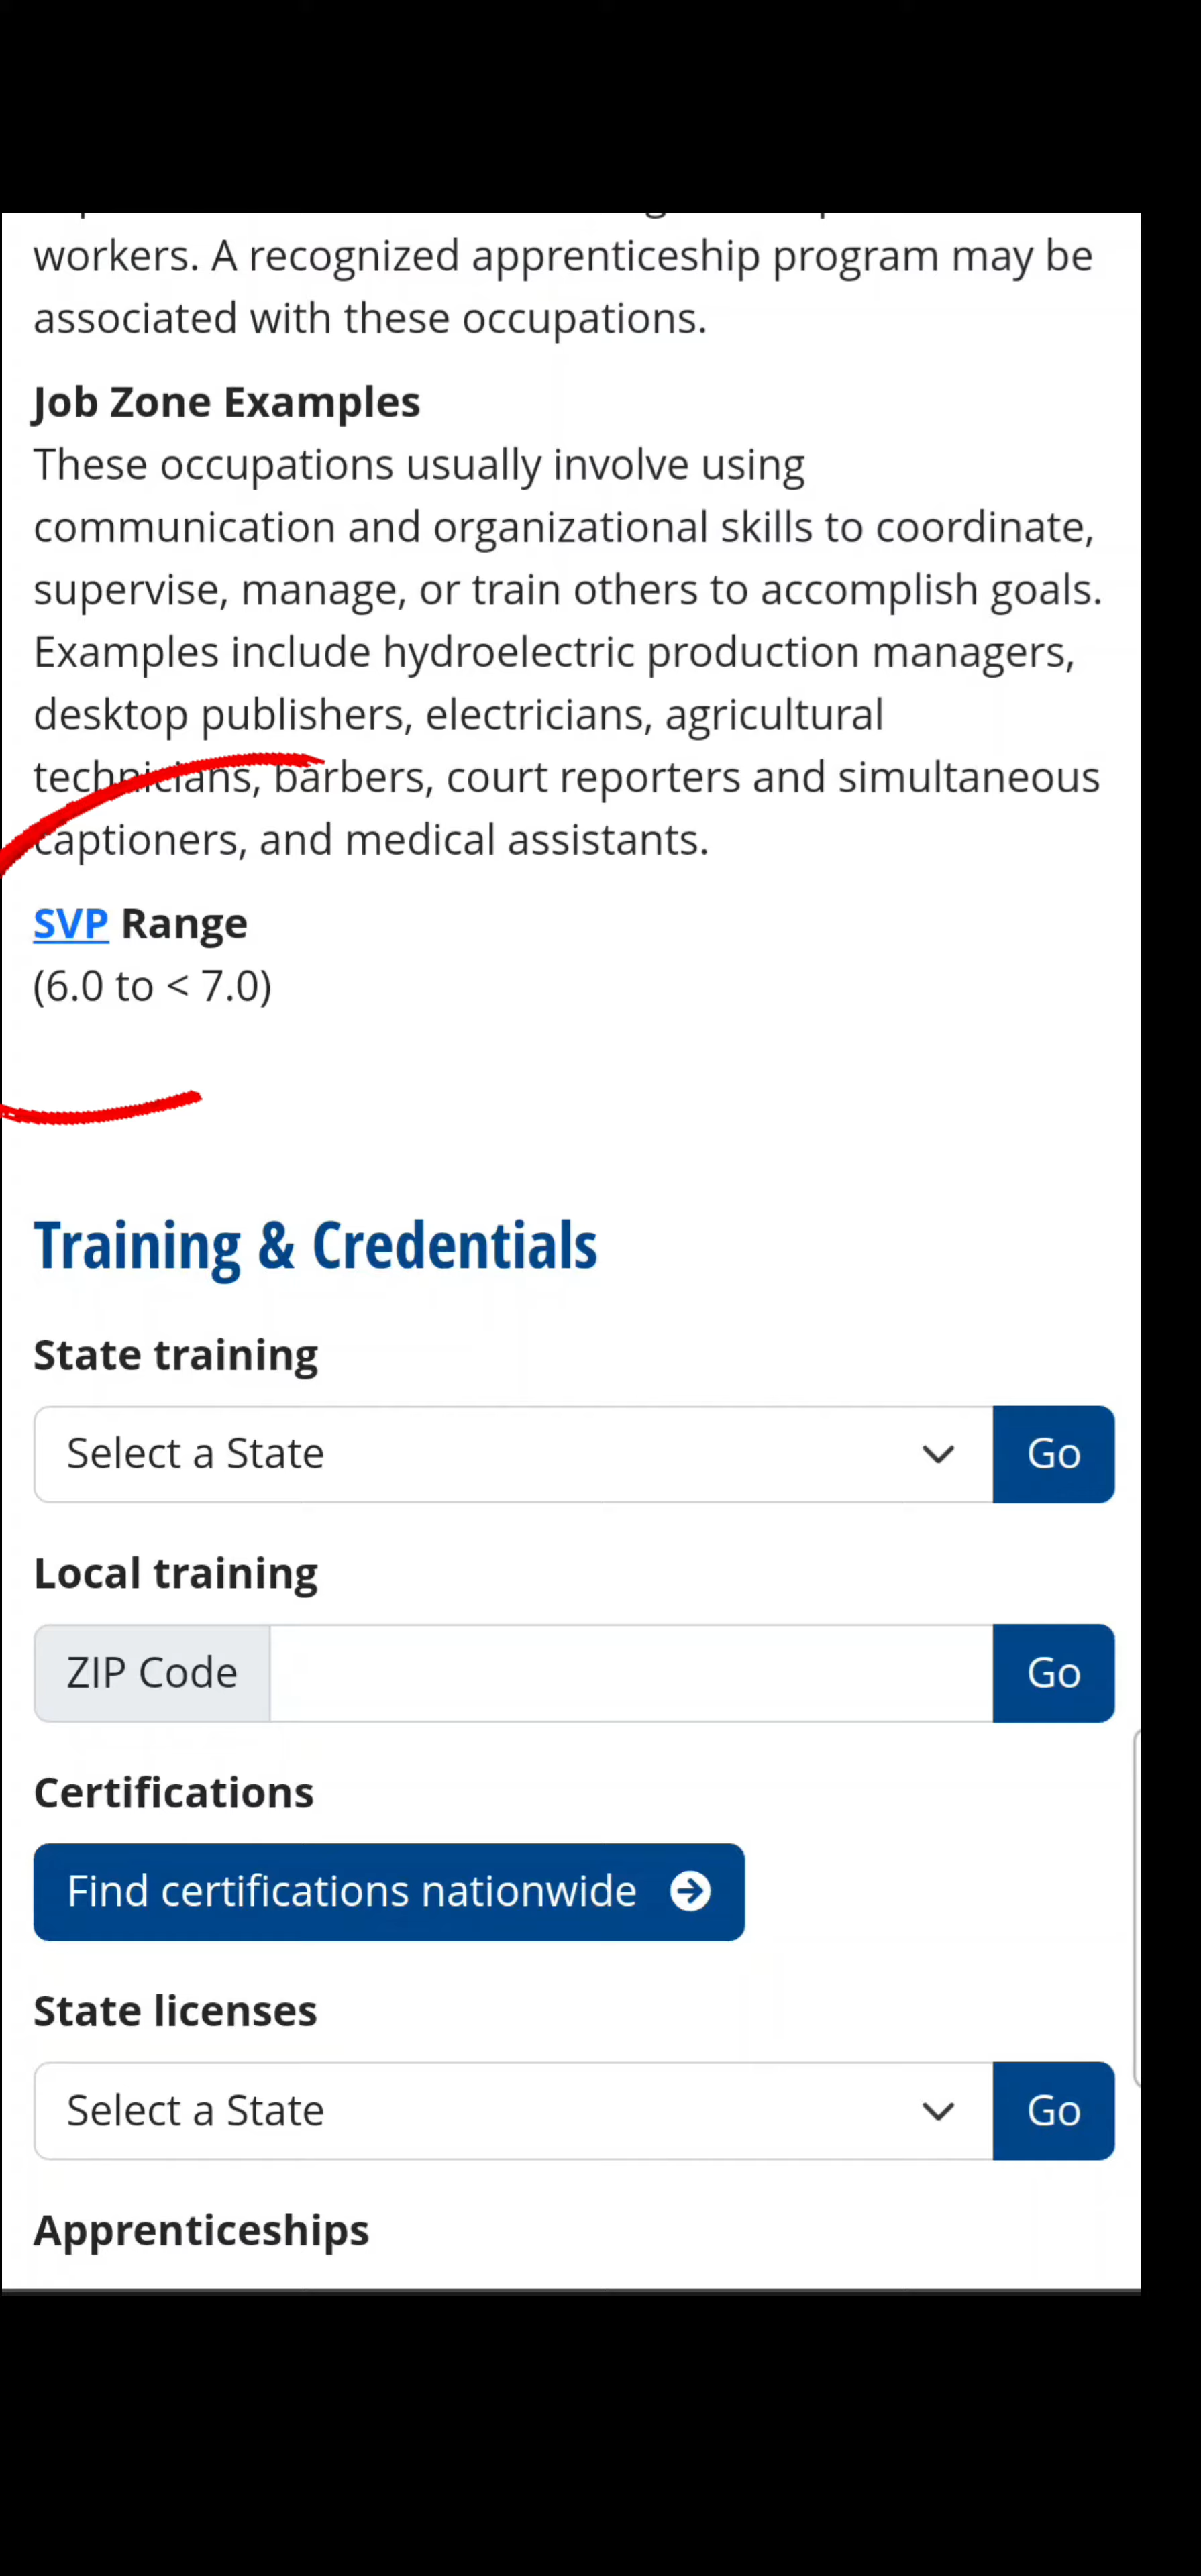 workers. A recognized apprenticeship program may be
associated with these occupations.
Job Zone Examples
These occupations usually involve using
communication and organizational skills to coordinate,
supervise, manage, or train others to accomplish goals.
Examples include hydroelectric production managers,
desktop publishers, electricians, agricultural
technicians, barbers, court reporters and simultaneous
captioners, and medical assistants.
SVP Range
(6.0 to < 7.0)
Training & Credentials
State training
Select a State Go
Local training
ZIP Code Go
Certifications
Find certifications nationwide
State licenses
Select a State Go
Apprenticeships